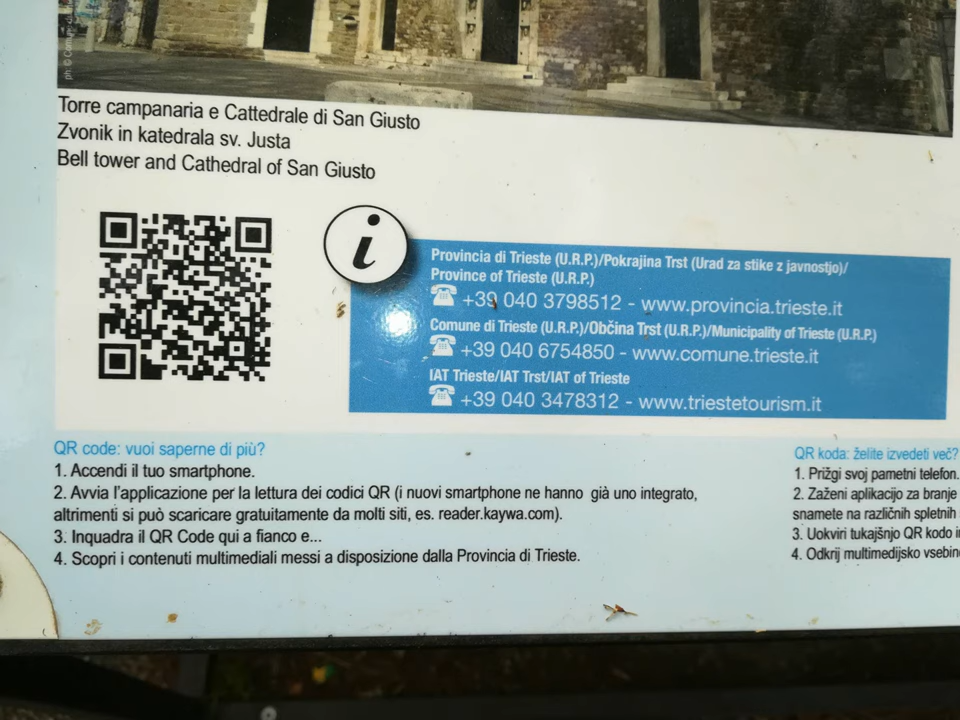 Torre campanaria e Cattedrale di San Giusto
Zvonik in katedrala sv. Justa
Bell tower and Cathedral of San Giusto
i
Provincia di Trieste (U.R.P.)/Pokrajina Trst (Urad za stike z javnostjo)/
Province of Trieste (U.R.P.)
+39 040 3798512 - www.provincia.trieste.it
Comune di Trieste (U.R.P.)/Občina Trst (U.R.P.)/Municipality of Trieste (U.R.P.)
+39 040 6754850 - www.comune.trieste.it
IAT Trieste/IAT Trst/IAT of Trieste
+39 040 3478312 - www.triestetourism.it
QR code: vuoi saperne di più?
1. Accendi il tuo smartphone.
2. Avvia l'applicazione per la lettura dei codici QR (i nuovi smartphone ne hanno già uno integrato,
altrimenti si può scaricare gratuitamente da molti siti, es. reader.kaywa.com).
3. Inquadra il QR Code qui a fianco e...
4. Scopri i contenuti multimediali messi a disposizione dalla Provincia di Trieste.
QR koda: želite izvedeti več?
1. Prižgi svoj pametni telefon.
2. Zaženi aplikacijo za branje
snamete na različnih spletnih
3. Uokviri tukajšnjo QR kodo
4. Odkrij multimedijsko